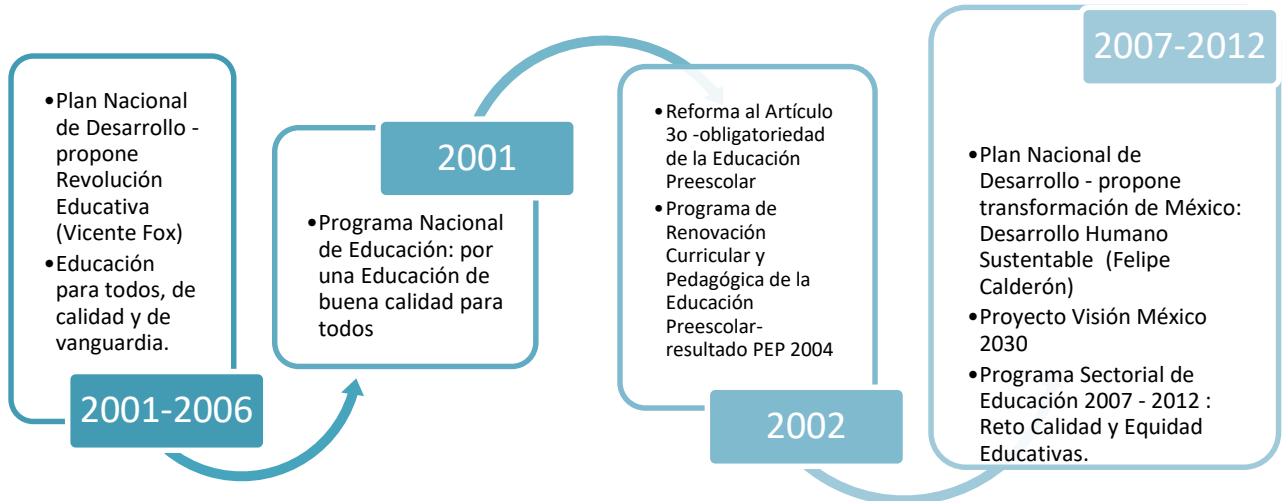 •Plan Nacional
de Desarrollo -
propone
Revolución
Educativa
(Vicente Fox)
•Educación
para todos, de
calidad y de
vanguardia.
2001-2006
2001
•Programa Nacional
de Educación: por
una Educación de
buena calidad para
todos
•Reforma al Artículo
3o -obligatoriedad
de la Educación
Preescolar
•Programa de
Renovación
Curricular y
Pedagógica de la
Educación
Preescolar-
resultado PEP 2004
2002
2007-2012
•Plan Nacional de
Desarrollo - propone
transformación de México:
Desarrollo Humano
Sustentable (Felipe
Calderón)
•Proyecto Visión México
2030
•Programa Sectorial de
Educación 2007 - 2012 :
Reto Calidad y Equidad
Educativas.